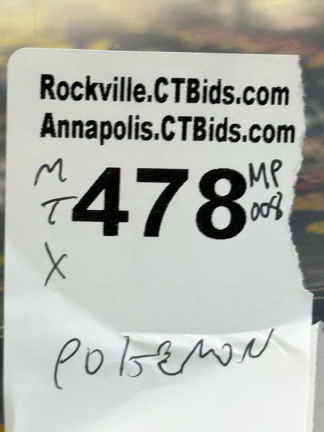 Rockville.CTBids.com
Annapolis.CTBids.com
M
T
X
478
MP
008
POKEMON